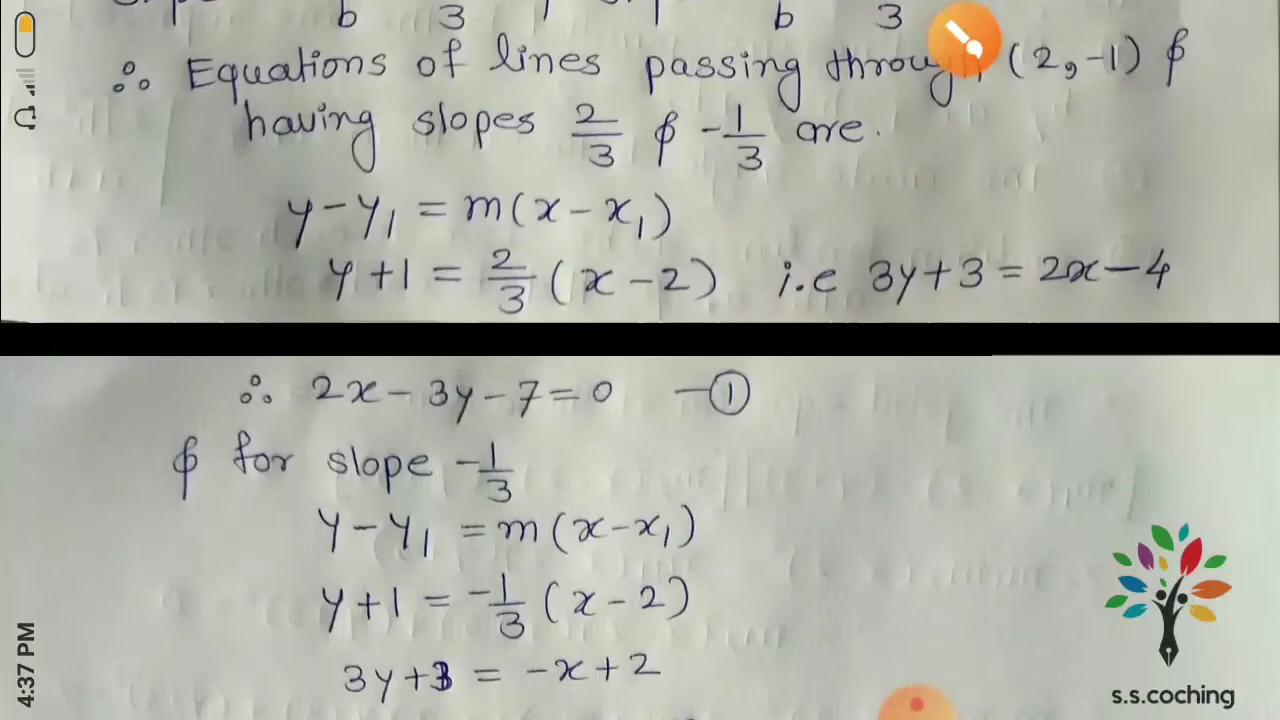 b 3 b 3
∴ Equations of lines passing through (2, -1) &
having slopes 2/3 & -1/3 are.
y - y₁ = m(x - x₁)
y + 1 = 2/3 (x - 2) i.e 3y + 3 = 2x - 4
∴ 2x - 3y - 7 = 0 — ①
& for slope -1/3
y - y₁ = m(x - x₁)
y + 1 = -1/3 (x - 2)
3y + 3 = -x + 2
4:37 PM
s.s.coching